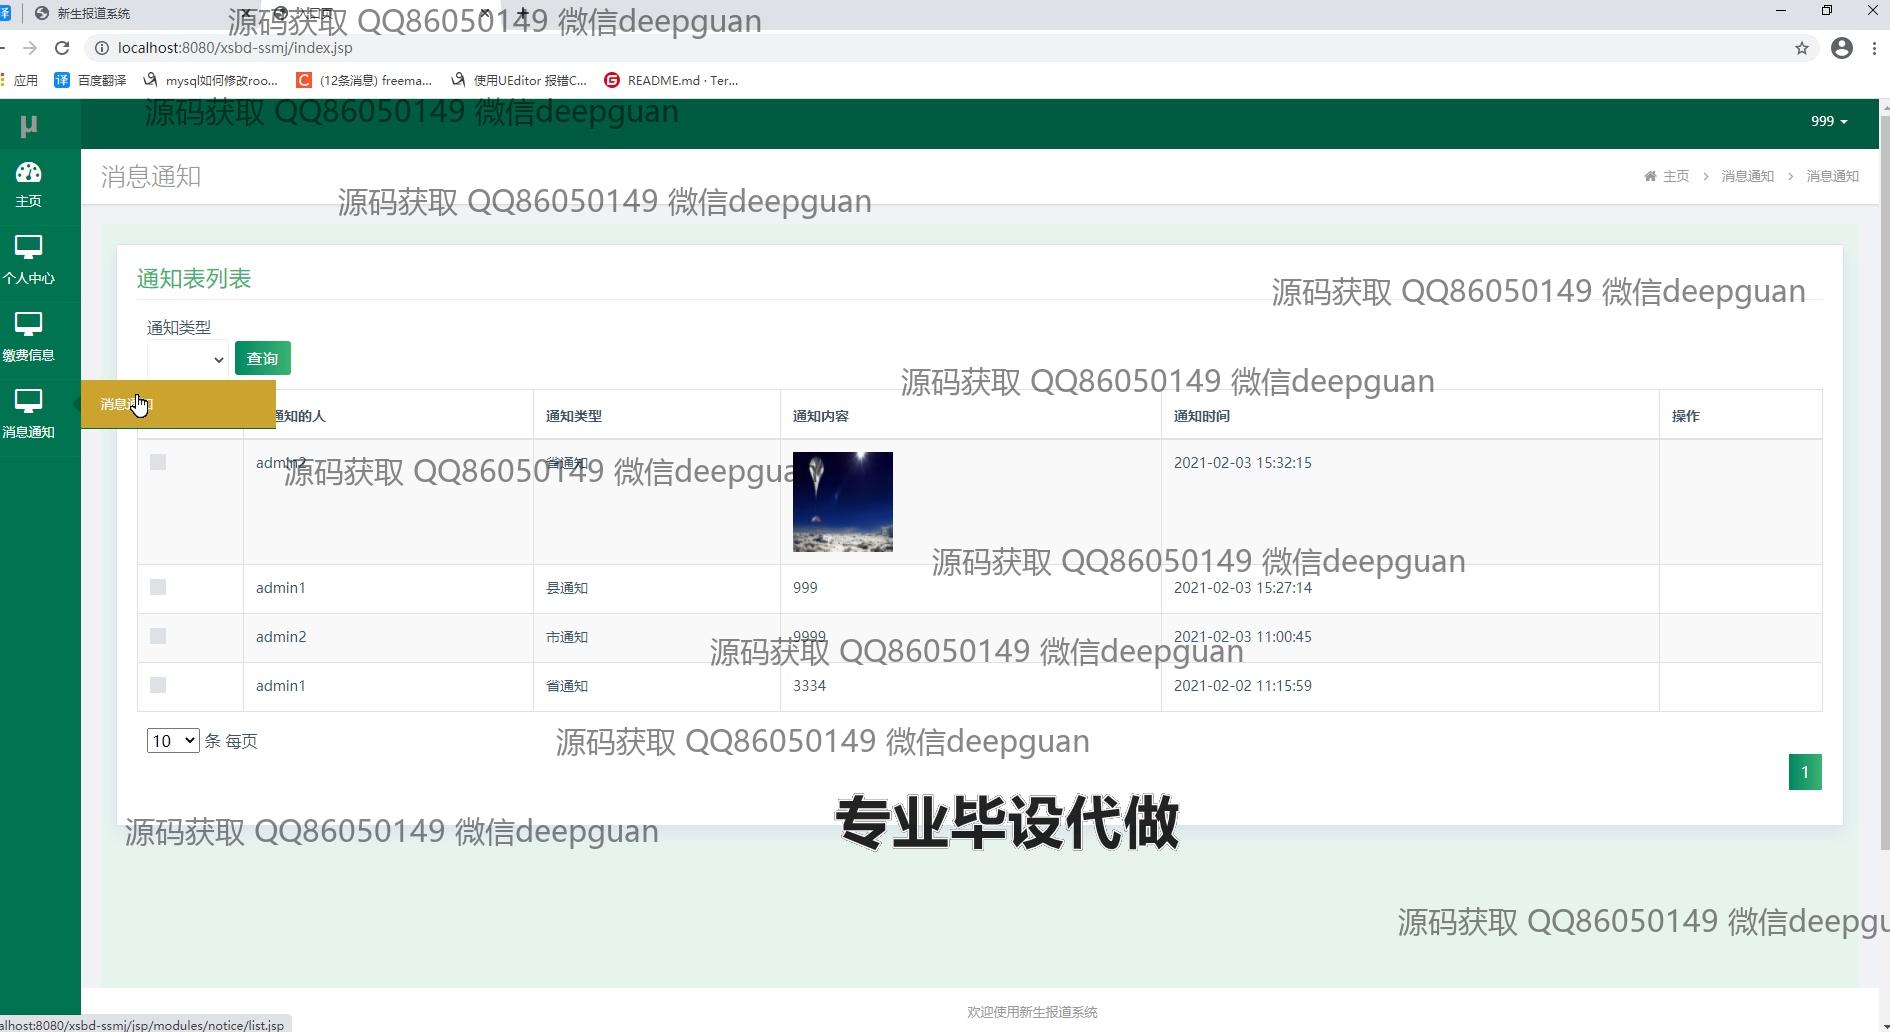 新生报道系统
源码获取 QQ86050149 微信deepguan
localhost:8080/xsbd-ssmj/index.jsp
应用 百度翻译 mysql如何修改roo... (12条消息) freema... 使用UEditor 报错C... README.md · Ter...
源码获取 QQ86050149 微信deepguan
μ
999
主页
消息通知
主页 消息通知 消息通知
源码获取 QQ86050149 微信deepguan
个人中心
通知表列表
源码获取 QQ86050149 微信deepguan
通知类型
缴费信息
查询
源码获取 QQ86050149 微信deepguan
消息通知
消息
通知的人 通知类型 通知内容 通知时间 操作
admin2 省通知 2021-02-03 15:32:15
源码获取 QQ86050149 微信deepgua
源码获取 QQ86050149 微信deepguan
admin1 县通知 999 2021-02-03 15:27:14
admin2 市通知 9999 2021-02-03 11:00:45
源码获取 QQ86050149 微信deepguan
admin1 省通知 3334 2021-02-02 11:15:59
10 条 每页
源码获取 QQ86050149 微信deepguan
1
专业毕设代做
源码获取 QQ86050149 微信deepguan
源码获取 QQ86050149 微信deepgu
欢迎使用新生报道系统
alhost:8080/xsbd-ssmj/jsp/modules/notice/list.jsp